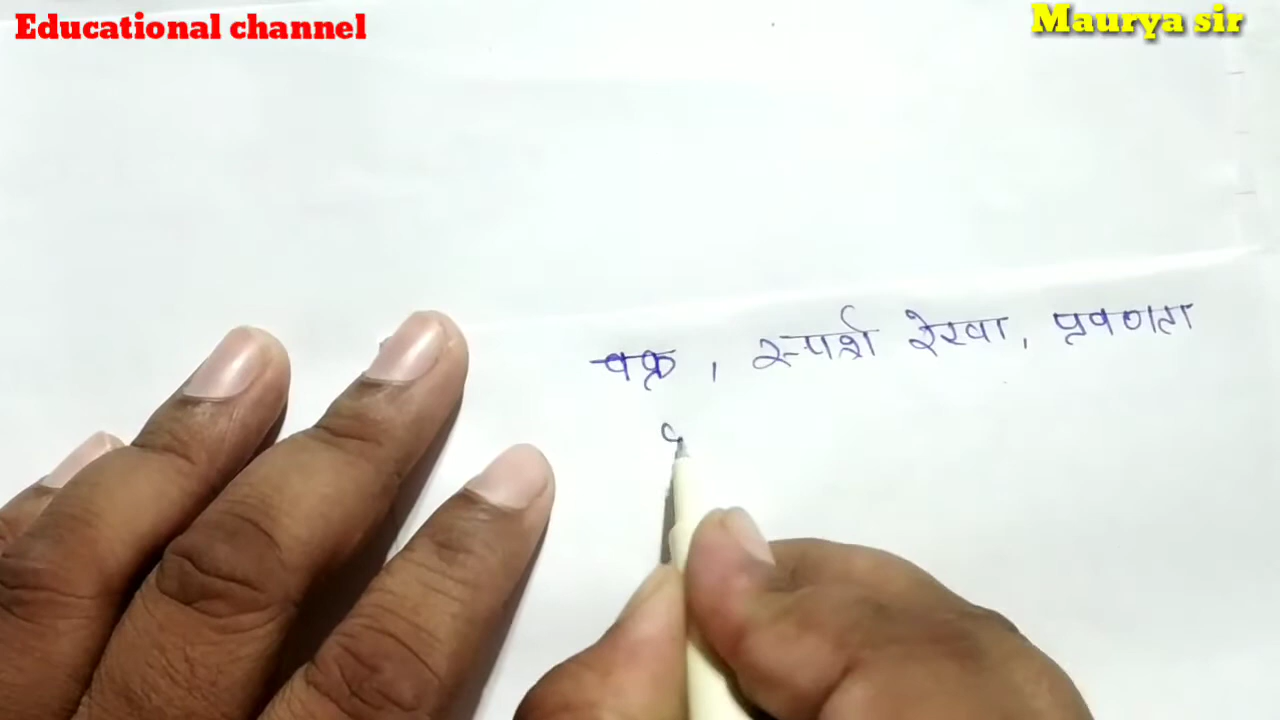 Educational channel
Maurya sir
वक्र, स्पर्श रेखा, प्रवणता